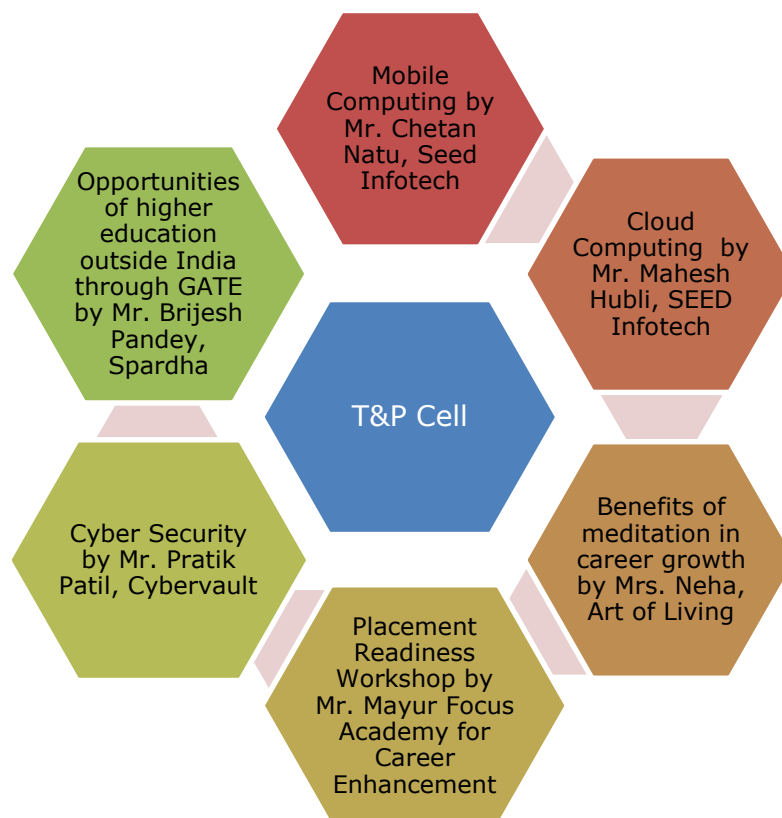 Mobile
Computing by
Mr. Chetan
Natu, Seed
Infotech
Cloud
Computing by
Mr. Mahesh
Hubli, SEED
Infotech
Benefits of
meditation in
career growth
by Mrs. Neha,
Art of Living
Placement
Readiness
Workshop by
Mr. Mayur Focus
Academy for
Career
Enhancement
Cyber Security
by Mr. Pratik
Patil, Cybervault
Opportunities
of higher
education
outside India
through GATE
by Mr. Brijesh
Pandey,
Spardha
T&P Cell